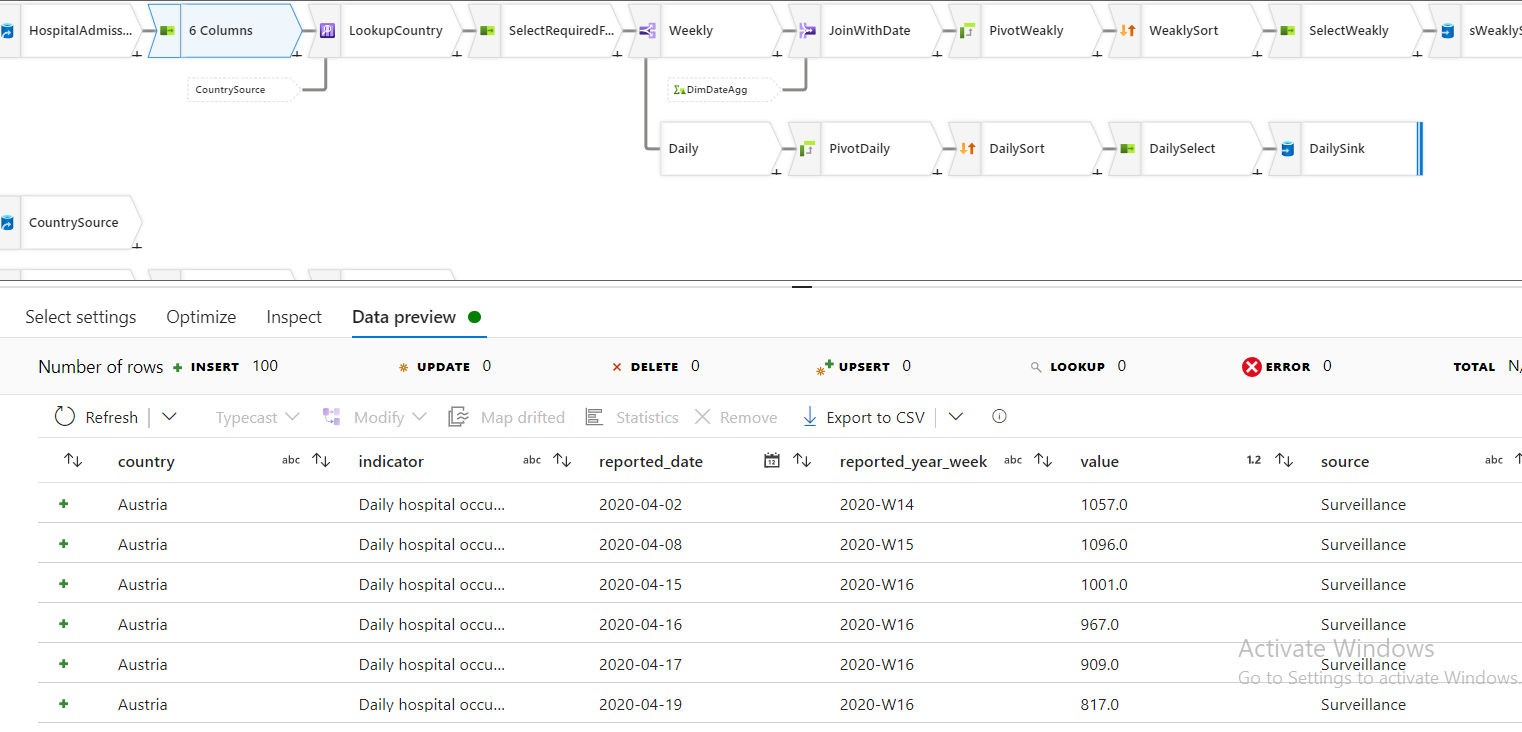 HospitalAdmiss... 6 Columns LookupCountry SelectRequiredF... Weekly JoinWithDate PivotWeakly WeaklySort SelectWeakly sWeaklyS
CountrySource DimDateAgg
Daily PivotDaily DailySort DailySelect DailySink
CountrySource
Select settings Optimize Inspect Data preview
Number of rows INSERT 100 UPDATE 0 DELETE 0 UPSERT 0 LOOKUP 0 ERROR 0 TOTAL N/
Refresh Typecast Modify Map drifted Statistics Remove Export to CSV
country abc indicator abc reported_date 12 reported_year_week abc value 1.2 source abc
Austria Daily hospital occu... 2020-04-02 2020-W14 1057.0 Surveillance
Austria Daily hospital occu... 2020-04-08 2020-W15 1096.0 Surveillance
Austria Daily hospital occu... 2020-04-15 2020-W16 1001.0 Surveillance
Austria Daily hospital occu... 2020-04-16 2020-W16 967.0 Surveillance
Austria Daily hospital occu... 2020-04-17 2020-W16 909.0 Surveillance
Austria Daily hospital occu... 2020-04-19 2020-W16 817.0 Surveillance
Activate Windows
Go to Settings to activate Windows.